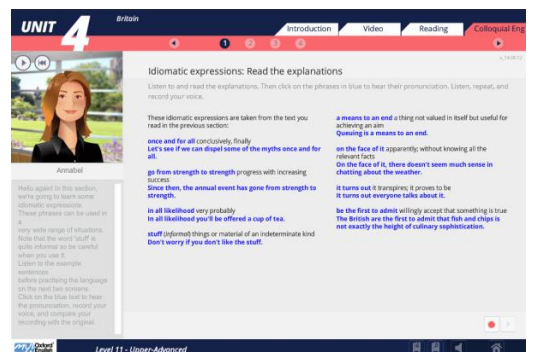 UNIT 4
Britain
Introduction
Video
Reading
Colloquial Eng
1
2
3
4
Idiomatic expressions: Read the explanations
Listen to and read the explanations. Then click on the phrases in blue to hear their pronunciation. Listen, repeat, and
record your voice.
Annabel
Hello again! In this section,
we're going to learn some
idiomatic expressions.
These phrases can be used in
a
very wide range of situations.
Note that the word 'stuff' is
quite informal so be careful
when you use it.
Listen to the example
sentences
before practising the language
on the next two screens.
Click on the blue text to hear
the pronunciation, record your
voice, and compare your
recording with the original.
These idiomatic expressions are taken from the text you
read in the previous section:
once and for all conclusively, finally
Let's see if we can dispel some of the myths once and for
all.
go from strength to strength progress with increasing
success
Since then, the annual event has gone from strength to
strength.
in all likelihood very probably
In all likelihood you'll be offered a cup of tea.
stuff (informal) things or material of an indeterminate kind
Don't worry if you don't like the stuff.
a means to an end a thing not valued in itself but useful for
achieving an aim
Queuing is a means to an end.
on the face of it apparently; without knowing all the
relevant facts
On the face of it, there doesn't seem much sense in
chatting about the weather.
it turns out it transpires; it proves to be
It turns out everyone talks about it.
be the first to admit willingly accept that something is true
The British are the first to admit that fish and chips is
not exactly the height of culinary sophistication.
My Oxford English
Level 11 - Upper-Advanced